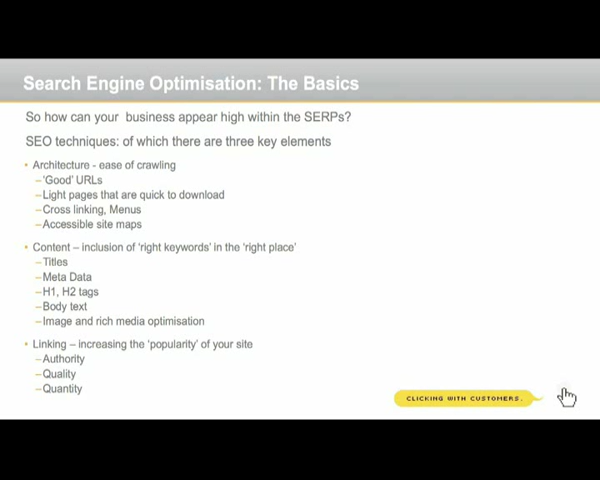 Search Engine Optimisation: The Basics
So how can your business appear high within the SERPs?
SEO techniques: of which there are three key elements
• Architecture - ease of crawling
–'Good' URLs
–Light pages that are quick to download
–Cross linking, Menus
–Accessible site maps
• Content – inclusion of 'right keywords' in the 'right place'
–Titles
–Meta Data
–H1, H2 tags
–Body text
–Image and rich media optimisation
• Linking – increasing the 'popularity' of your site
–Authority
–Quality
–Quantity
CLICKING WITH CUSTOMERS.